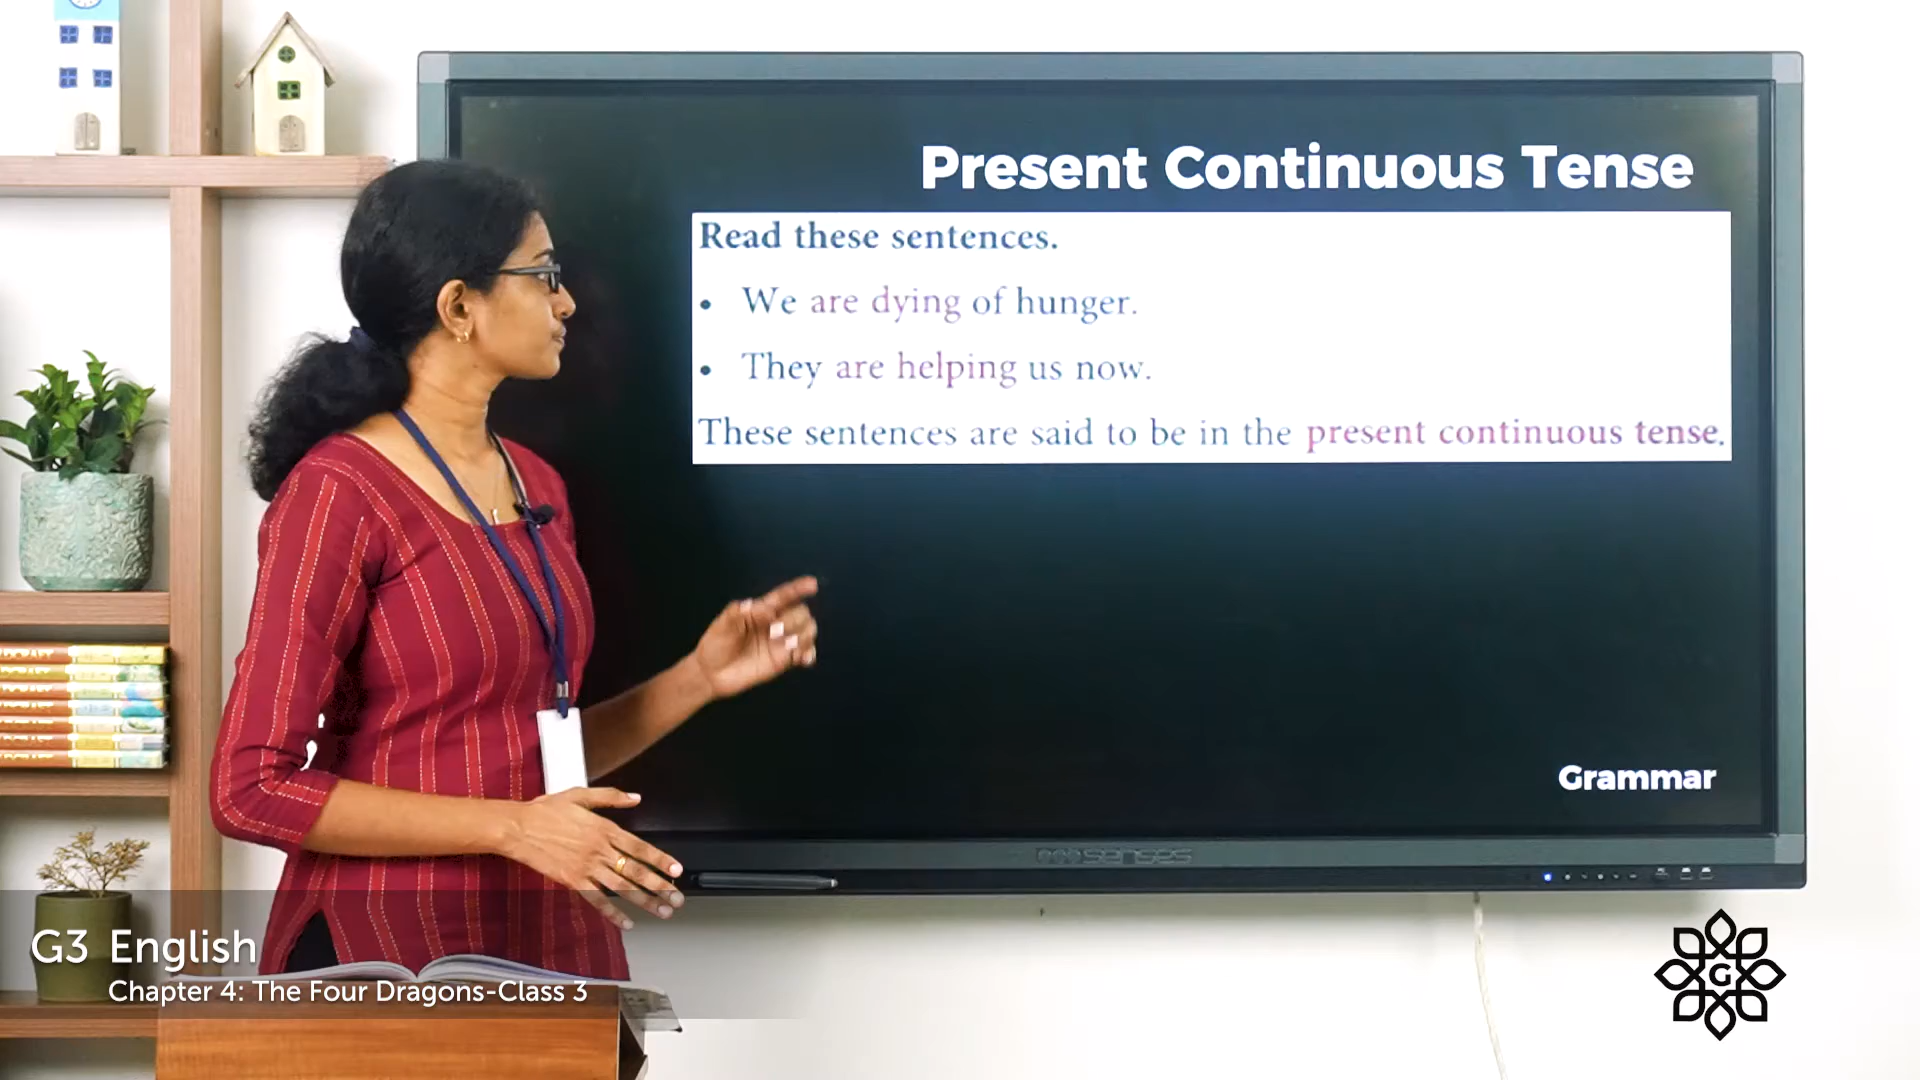 Present Continuous Tense
Read these sentences.
• We are dying of hunger.
• They are helping us now.
These sentences are said to be in the present continuous tense.
Grammar
senses
G3 English
Chapter 4: The Four Dragons-Class 3
G